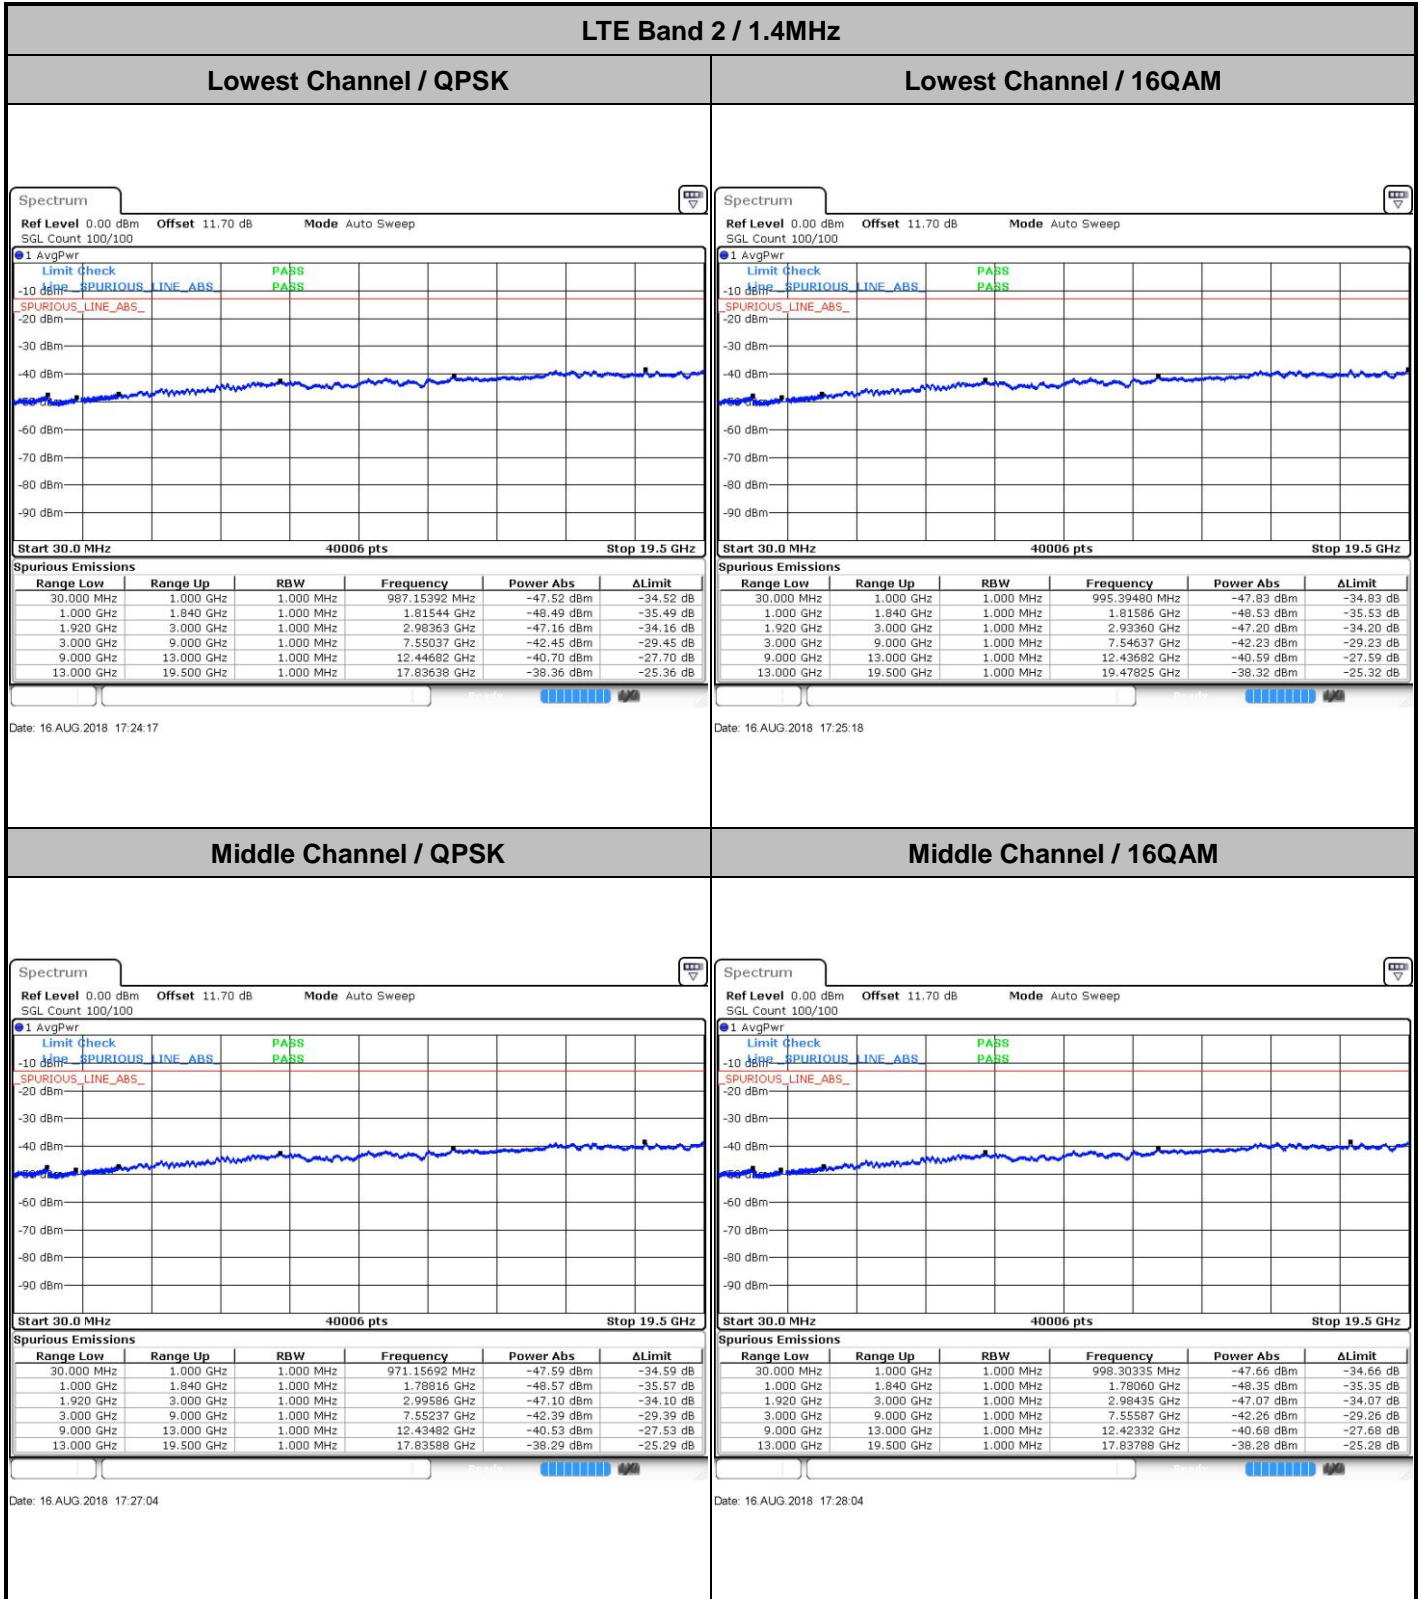 LTE Band 2 / 1.4MHz
Lowest Channel / QPSK
Lowest Channel / 16QAM
Spectrum
Ref Level 0.00 dBm Offset 11.70 dB Mode Auto Sweep
SGL Count 100/100
1 AvgPwr
Limit Check PASS
Line _SPURIOUS_LINE_ABS_ PASS
-10 dBm
_SPURIOUS_LINE_ABS_
-20 dBm
-30 dBm
-40 dBm
-50 dBm
-60 dBm
-70 dBm
-80 dBm
-90 dBm
Start 30.0 MHz 40006 pts Stop 19.5 GHz
Spurious Emissions
Range Low Range Up RBW Frequency Power Abs ΔLimit
30.000 MHz 1.000 GHz 1.000 MHz 987.15392 MHz -47.52 dBm -34.52 dB
1.000 GHz 1.840 GHz 1.000 MHz 1.81544 GHz -48.49 dBm -35.49 dB
1.920 GHz 3.000 GHz 1.000 MHz 2.98363 GHz -47.16 dBm -34.16 dB
3.000 GHz 9.000 GHz 1.000 MHz 7.55037 GHz -42.45 dBm -29.45 dB
9.000 GHz 13.000 GHz 1.000 MHz 12.44682 GHz -40.70 dBm -27.70 dB
13.000 GHz 19.500 GHz 1.000 MHz 17.83638 GHz -38.36 dBm -25.36 dB
Date: 16.AUG.2018 17:24:17
Spectrum
Ref Level 0.00 dBm Offset 11.70 dB Mode Auto Sweep
SGL Count 100/100
1 AvgPwr
Limit Check PASS
Line _SPURIOUS_LINE_ABS_ PASS
-10 dBm
_SPURIOUS_LINE_ABS_
-20 dBm
-30 dBm
-40 dBm
-50 dBm
-60 dBm
-70 dBm
-80 dBm
-90 dBm
Start 30.0 MHz 40006 pts Stop 19.5 GHz
Spurious Emissions
Range Low Range Up RBW Frequency Power Abs ΔLimit
30.000 MHz 1.000 GHz 1.000 MHz 995.39480 MHz -47.83 dBm -34.83 dB
1.000 GHz 1.840 GHz 1.000 MHz 1.81586 GHz -48.53 dBm -35.53 dB
1.920 GHz 3.000 GHz 1.000 MHz 2.93360 GHz -47.20 dBm -34.20 dB
3.000 GHz 9.000 GHz 1.000 MHz 7.54637 GHz -42.23 dBm -29.23 dB
9.000 GHz 13.000 GHz 1.000 MHz 12.43682 GHz -40.59 dBm -27.59 dB
13.000 GHz 19.500 GHz 1.000 MHz 19.47825 GHz -38.32 dBm -25.32 dB
Date: 16.AUG.2018 17:25:18
Middle Channel / QPSK
Middle Channel / 16QAM
Spectrum
Ref Level 0.00 dBm Offset 11.70 dB Mode Auto Sweep
SGL Count 100/100
1 AvgPwr
Limit Check PASS
Line _SPURIOUS_LINE_ABS_ PASS
-10 dBm
_SPURIOUS_LINE_ABS_
-20 dBm
-30 dBm
-40 dBm
-50 dBm
-60 dBm
-70 dBm
-80 dBm
-90 dBm
Start 30.0 MHz 40006 pts Stop 19.5 GHz
Spurious Emissions
Range Low Range Up RBW Frequency Power Abs ΔLimit
30.000 MHz 1.000 GHz 1.000 MHz 971.15692 MHz -47.59 dBm -34.59 dB
1.000 GHz 1.840 GHz 1.000 MHz 1.78816 GHz -48.57 dBm -35.57 dB
1.920 GHz 3.000 GHz 1.000 MHz 2.99586 GHz -47.10 dBm -34.10 dB
3.000 GHz 9.000 GHz 1.000 MHz 7.55237 GHz -42.39 dBm -29.39 dB
9.000 GHz 13.000 GHz 1.000 MHz 12.43482 GHz -40.53 dBm -27.53 dB
13.000 GHz 19.500 GHz 1.000 MHz 17.83588 GHz -38.29 dBm -25.29 dB
Date: 16.AUG.2018 17:27:04
Spectrum
Ref Level 0.00 dBm Offset 11.70 dB Mode Auto Sweep
SGL Count 100/100
1 AvgPwr
Limit Check PASS
Line _SPURIOUS_LINE_ABS_ PASS
-10 dBm
_SPURIOUS_LINE_ABS_
-20 dBm
-30 dBm
-40 dBm
-50 dBm
-60 dBm
-70 dBm
-80 dBm
-90 dBm
Start 30.0 MHz 40006 pts Stop 19.5 GHz
Spurious Emissions
Range Low Range Up RBW Frequency Power Abs ΔLimit
30.000 MHz 1.000 GHz 1.000 MHz 998.30335 MHz -47.66 dBm -34.66 dB
1.000 GHz 1.840 GHz 1.000 MHz 1.78060 GHz -48.35 dBm -35.35 dB
1.920 GHz 3.000 GHz 1.000 MHz 2.98435 GHz -47.07 dBm -34.07 dB
3.000 GHz 9.000 GHz 1.000 MHz 7.55587 GHz -42.26 dBm -29.26 dB
9.000 GHz 13.000 GHz 1.000 MHz 12.42332 GHz -40.68 dBm -27.68 dB
13.000 GHz 19.500 GHz 1.000 MHz 17.83788 GHz -38.28 dBm -25.28 dB
Date: 16.AUG.2018 17:28:04